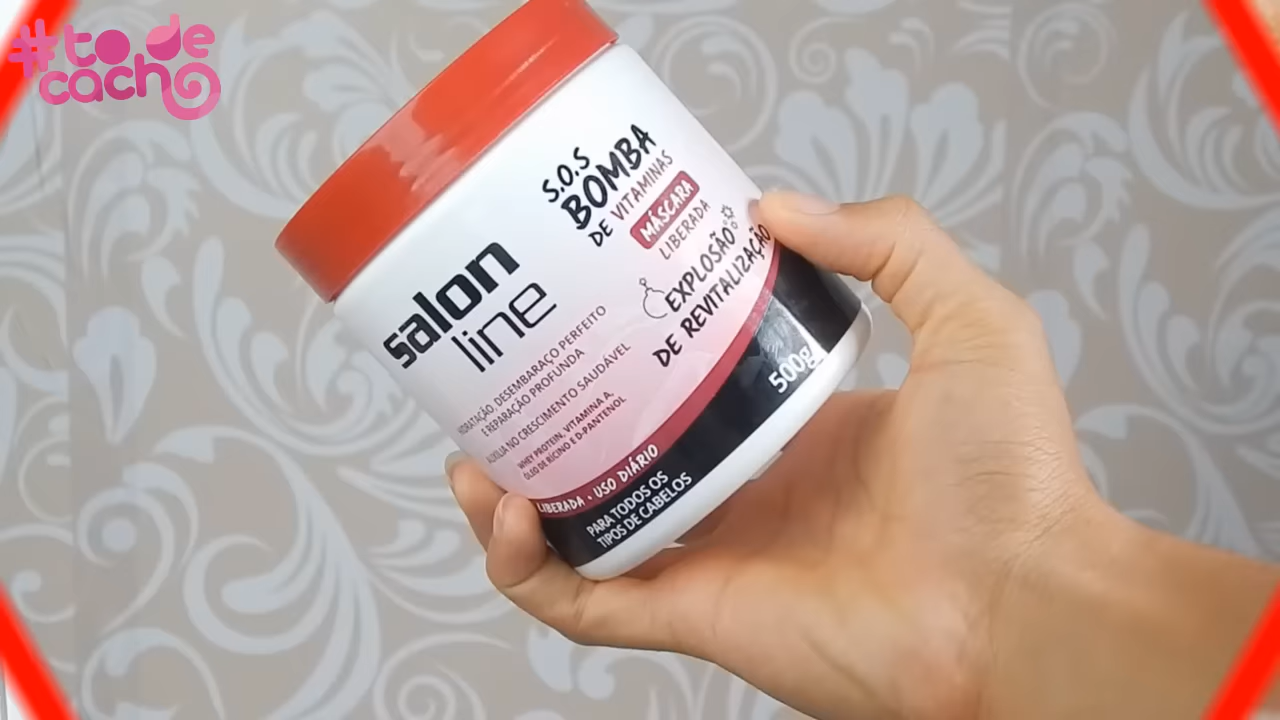 #to de
cacho
S.O.S
BOMBA
DE VITAMINAS
MÁSCARA
LIBERADA
EXPLOSÃO
DE REVITALIZAÇÃO
salon
line
HIDRATAÇÃO, DESEMBARAÇO PERFEITO
E REPARAÇÃO PROFUNDA
AUXILIA NO CRESCIMENTO SAUDÁVEL
WHEY PROTEIN, VITAMINA A,
ÓLEO DE RÍCINO E D-PANTENOL
LIBERADA • USO DIÁRIO
PARA TODOS OS
TIPOS DE CABELOS
500g